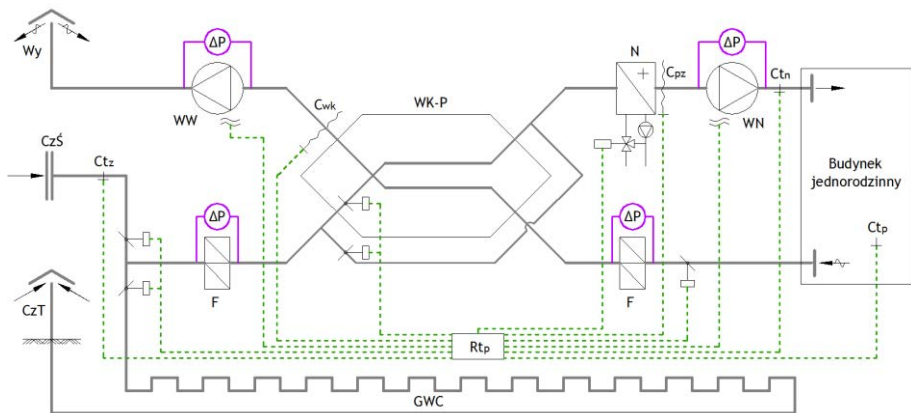 Wy
ΔP
WW
Cwk
WK-P
N
Cpz
ΔP
Ctn
WN
CzŚ
Ctz
Budynek
jednorodzinny
ΔP
F
ΔP
F
Ctp
CzT
Rtp
GWC